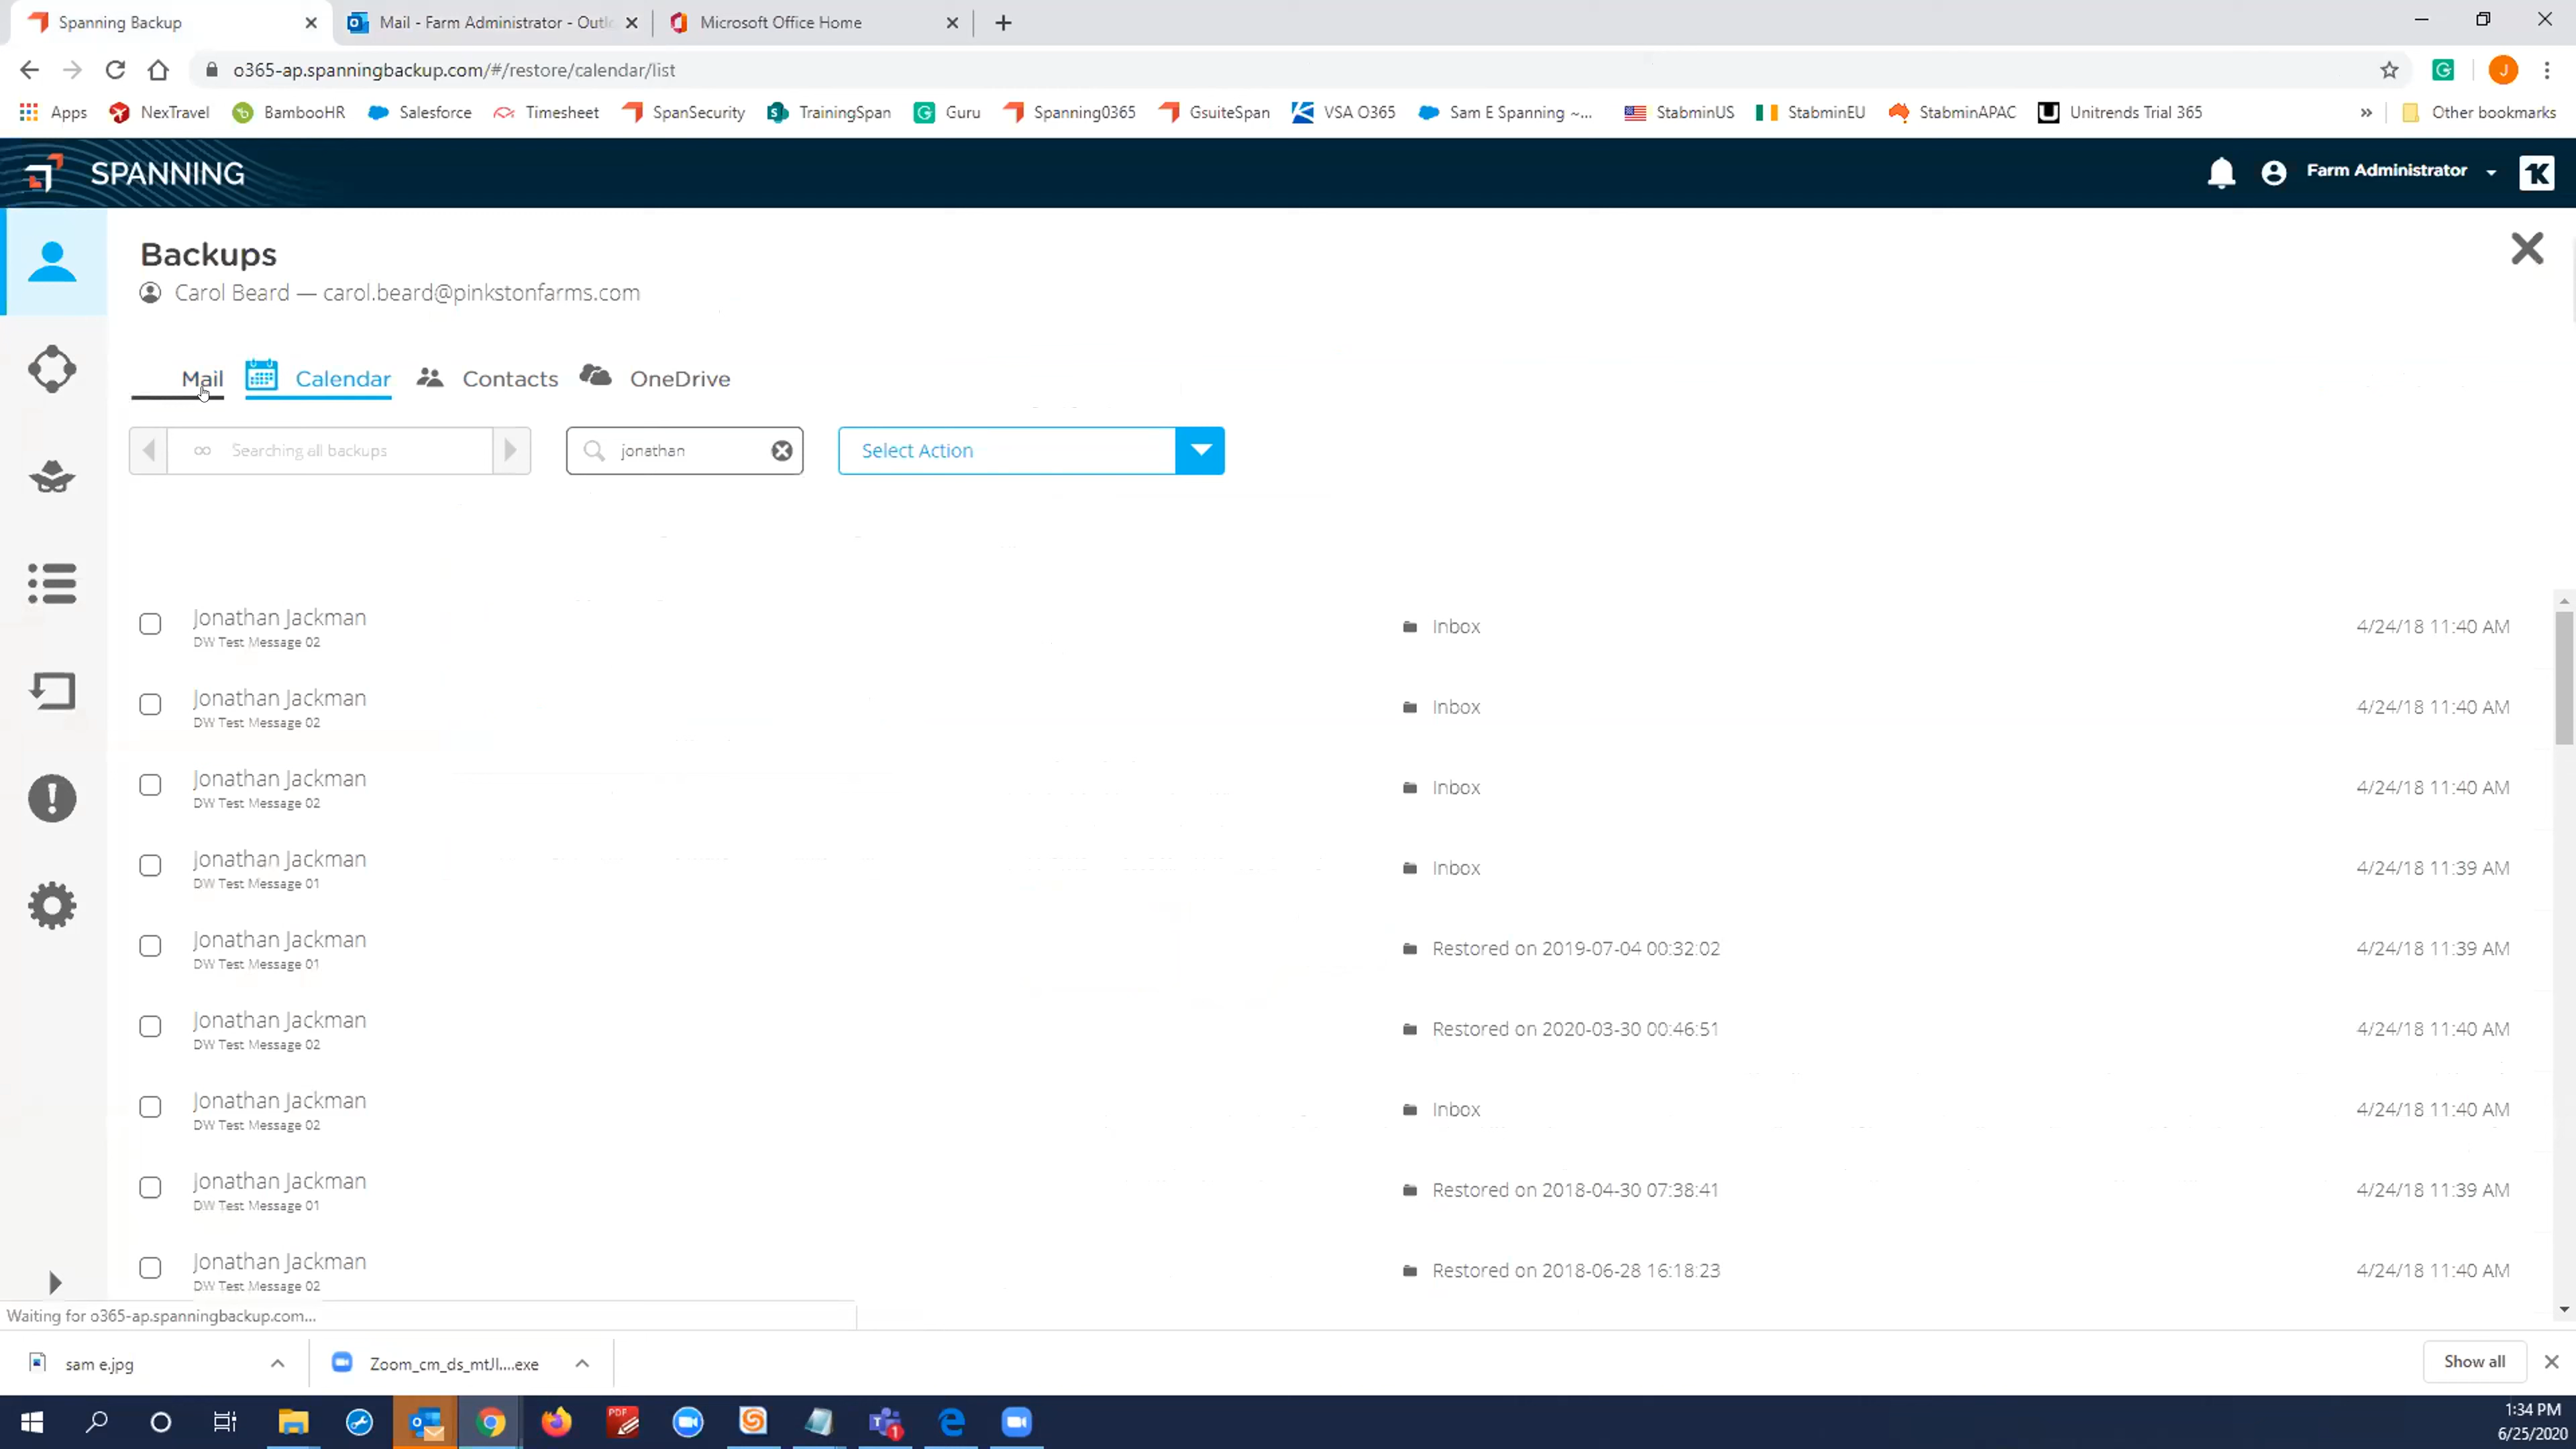 Spanning Backup
Mail - Farm Administrator - Outl
Microsoft Office Home
o365-ap.spanningbackup.com/#/restore/calendar/list
J
Apps NexTravel BambooHR Salesforce Timesheet SpanSecurity TrainingSpan Guru Spanning0365 GsuiteSpan VSA O365 Sam E Spanning ~... StabminUS StabminEU StabminAPAC Unitrends Trial 365 » Other bookmarks
SPANNING
Farm Administrator
Backups
Carol Beard — carol.beard@pinkstonfarms.com
Mail Calendar Contacts OneDrive
∞ Searching all backups
jonathan
Select Action
Jonathan Jackman
DW Test Message 02
Inbox
4/24/18 11:40 AM
Jonathan Jackman
DW Test Message 02
Inbox
4/24/18 11:40 AM
Jonathan Jackman
DW Test Message 02
Inbox
4/24/18 11:40 AM
Jonathan Jackman
DW Test Message 01
Inbox
4/24/18 11:39 AM
Jonathan Jackman
DW Test Message 01
Restored on 2019-07-04 00:32:02
4/24/18 11:39 AM
Jonathan Jackman
DW Test Message 02
Restored on 2020-03-30 00:46:51
4/24/18 11:40 AM
Jonathan Jackman
DW Test Message 02
Inbox
4/24/18 11:40 AM
Jonathan Jackman
DW Test Message 01
Restored on 2018-04-30 07:38:41
4/24/18 11:39 AM
Jonathan Jackman
DW Test Message 02
Restored on 2018-06-28 16:18:23
4/24/18 11:40 AM
Waiting for o365-ap.spanningbackup.com...
sam e.jpg
Zoom_cm_ds_mtJl....exe
Show all
PDF
1:34 PM
6/25/2020